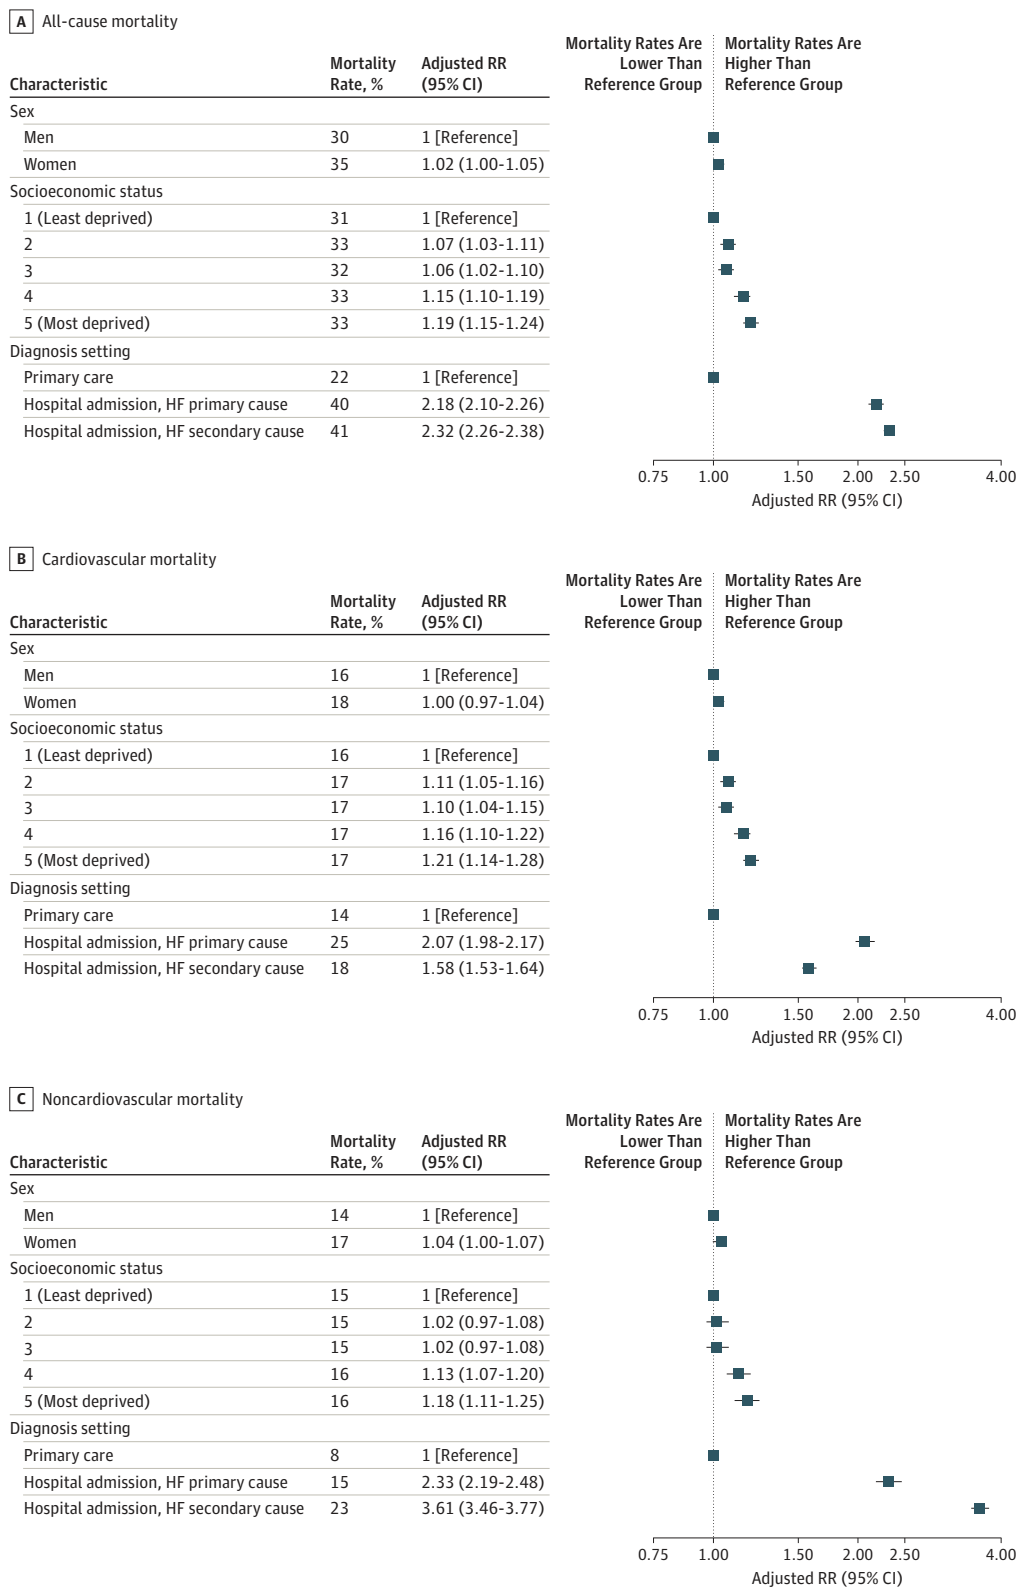 A All-cause mortality
Mortality Rates Are Mortality Rates Are
Mortality Adjusted RR Lower Than Higher Than
Characteristic Rate, % (95% CI) Reference Group Reference Group
Sex
Men 30 1 [Reference]
Women 35 1.02 (1.00-1.05)
Socioeconomic status
1 (Least deprived) 31 1 [Reference]
2 33 1.07 (1.03-1.11)
3 32 1.06 (1.02-1.10)
4 33 1.15 (1.10-1.19)
5 (Most deprived) 33 1.19 (1.15-1.24)
Diagnosis setting
Primary care 22 1 [Reference]
Hospital admission, HF primary cause 40 2.18 (2.10-2.26)
Hospital admission, HF secondary cause 41 2.32 (2.26-2.38)
0.75 1.00 1.50 2.00 2.50 4.00
Adjusted RR (95% CI)
B Cardiovascular mortality
Mortality Rates Are Mortality Rates Are
Mortality Adjusted RR Lower Than Higher Than
Characteristic Rate, % (95% CI) Reference Group Reference Group
Sex
Men 16 1 [Reference]
Women 18 1.00 (0.97-1.04)
Socioeconomic status
1 (Least deprived) 16 1 [Reference]
2 17 1.11 (1.05-1.16)
3 17 1.10 (1.04-1.15)
4 17 1.16 (1.10-1.22)
5 (Most deprived) 17 1.21 (1.14-1.28)
Diagnosis setting
Primary care 14 1 [Reference]
Hospital admission, HF primary cause 25 2.07 (1.98-2.17)
Hospital admission, HF secondary cause 18 1.58 (1.53-1.64)
0.75 1.00 1.50 2.00 2.50 4.00
Adjusted RR (95% CI)
C Noncardiovascular mortality
Mortality Rates Are Mortality Rates Are
Mortality Adjusted RR Lower Than Higher Than
Characteristic Rate, % (95% CI) Reference Group Reference Group
Sex
Men 14 1 [Reference]
Women 17 1.04 (1.00-1.07)
Socioeconomic status
1 (Least deprived) 15 1 [Reference]
2 15 1.02 (0.97-1.08)
3 15 1.02 (0.97-1.08)
4 16 1.13 (1.07-1.20)
5 (Most deprived) 16 1.18 (1.11-1.25)
Diagnosis setting
Primary care 8 1 [Reference]
Hospital admission, HF primary cause 15 2.33 (2.19-2.48)
Hospital admission, HF secondary cause 23 3.61 (3.46-3.77)
0.75 1.00 1.50 2.00 2.50 4.00
Adjusted RR (95% CI)